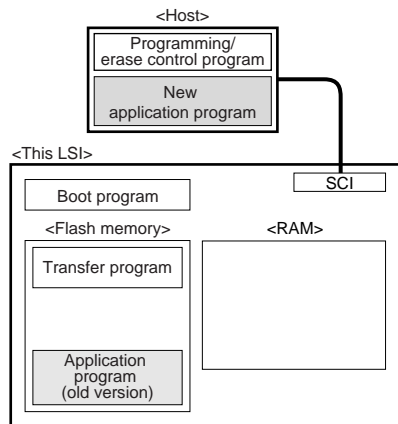 <Host>
Programming/
erase control program
New
application program
<This LSI>
SCI
Boot program
<Flash memory>
<RAM>
Transfer program
Application
program
(old version)